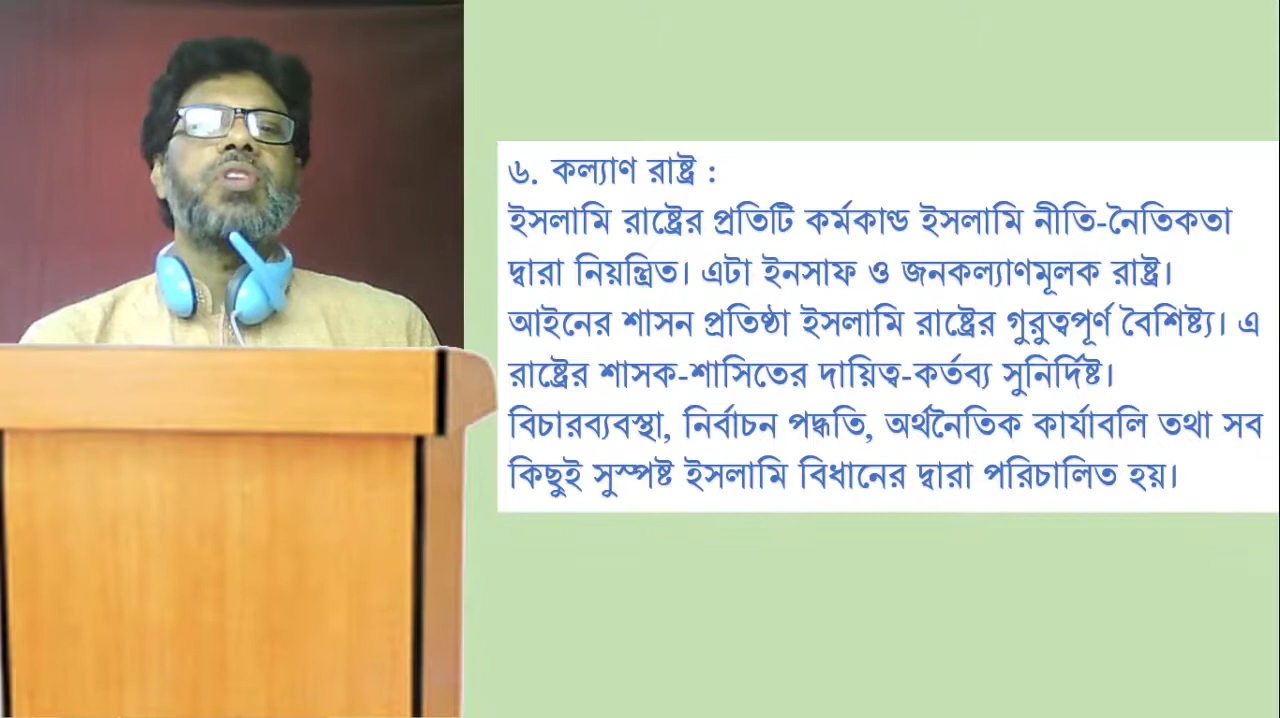 ৬. কল্যাণ রাষ্ট্র :
ইসলামি রাষ্ট্রের প্রতিটি কর্মকান্ড ইসলামি নীতি-নৈতিকতা
দ্বারা নিয়ন্ত্রিত। এটা ইনসাফ ও জনকল্যাণমূলক রাষ্ট্র।
আইনের শাসন প্রতিষ্ঠা ইসলামি রাষ্ট্রের গুরুত্বপূর্ণ বৈশিষ্ট্য। এ
রাষ্ট্রের শাসক-শাসিতের দায়িত্ব-কর্তব্য সুনির্দিষ্ট।
বিচারব্যবস্থা, নির্বাচন পদ্ধতি, অর্থনৈতিক কার্যাবলি তথা সব
কিছুই সুস্পষ্ট ইসলামি বিধানের দ্বারা পরিচালিত হয়।